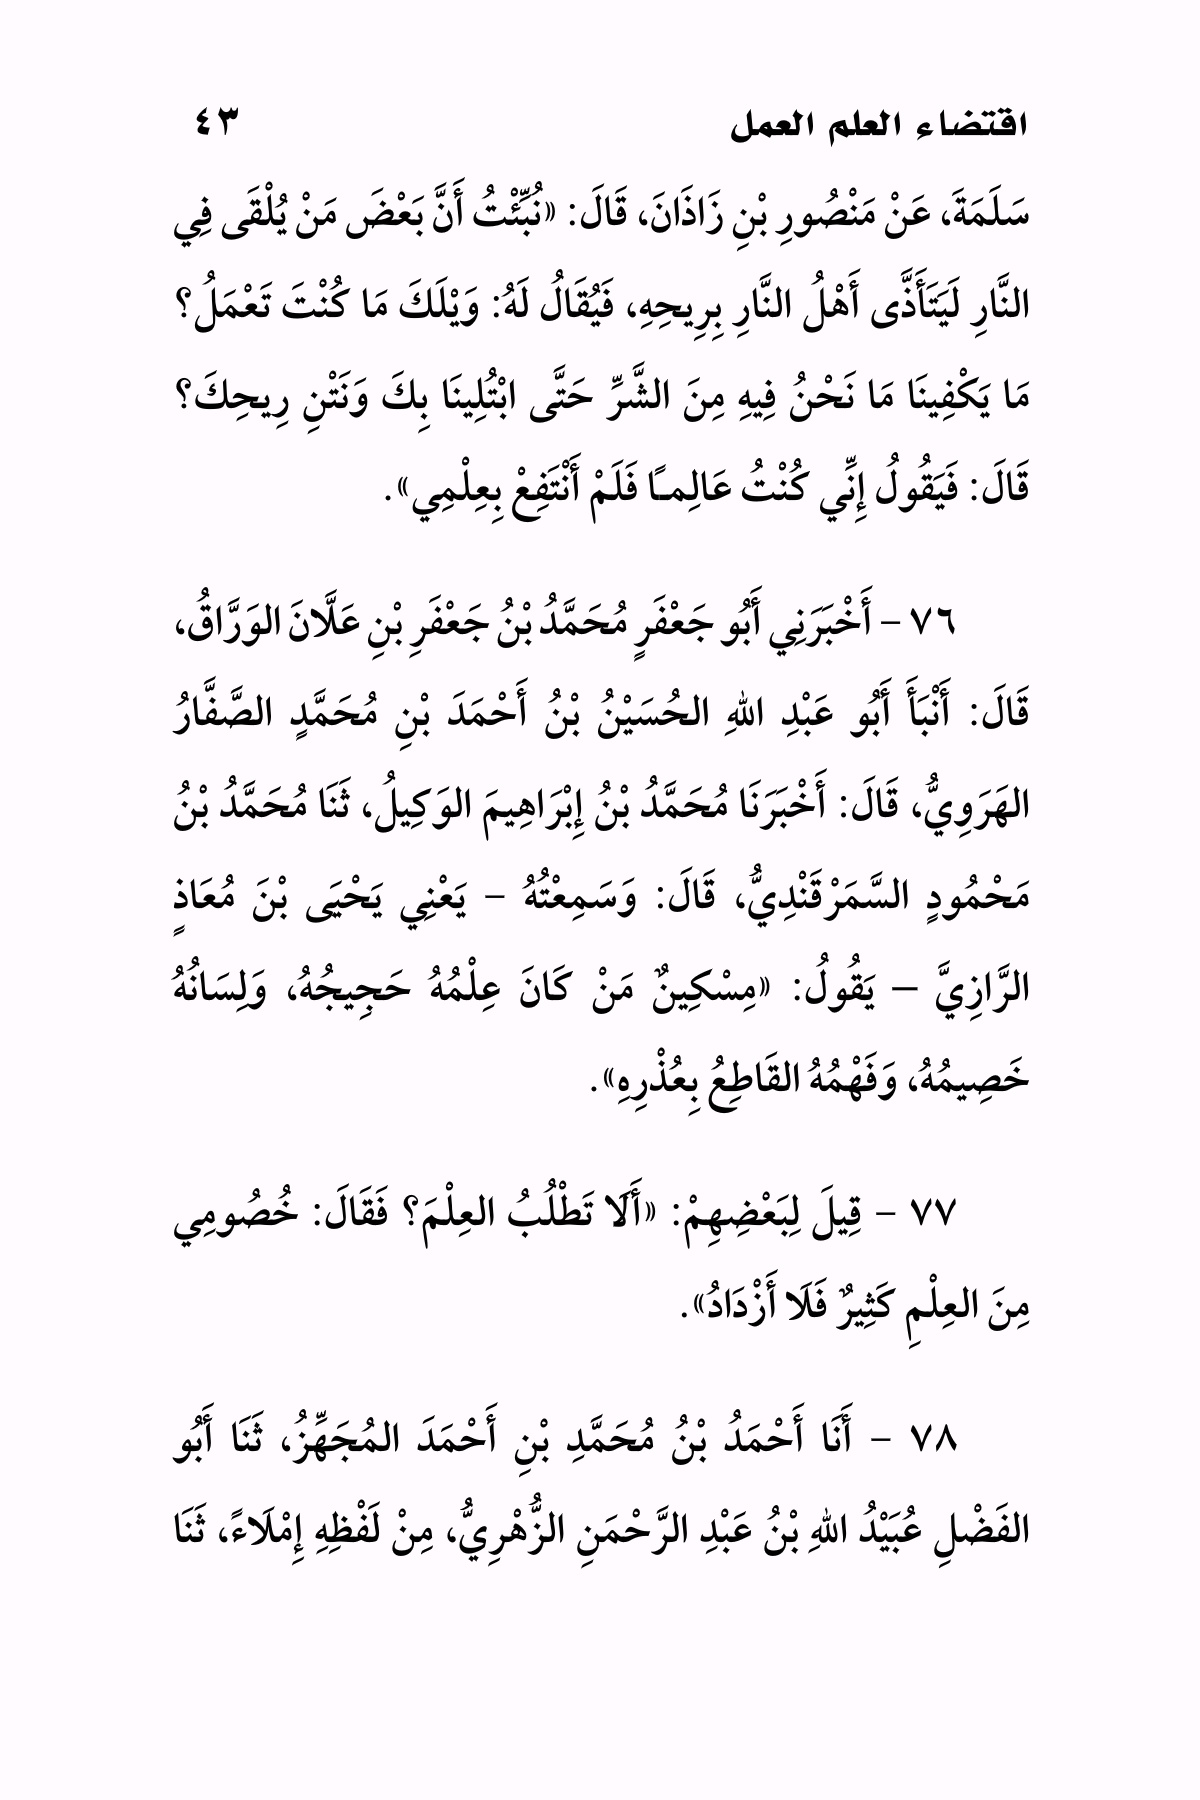 اقتضاء العلم العمل ٤٣
سَلَمَةَ، عَنْ مَنْصُورِ بْنِ زَاذَانَ، قَالَ: «نُبِّئْتُ أَنَّ بَعْضَ مَنْ يُلْقَى فِي
النَّارِ لَيَتَأَذَّى أَهْلُ النَّارِ بِرِيحِهِ، فَيُقَالُ لَهُ: وَيْلَكَ مَا كُنْتَ تَعْمَلُ؟
مَا يَكْفِينَا مَا نَحْنُ فِيهِ مِنَ الشَّرِّ حَتَّى ابْتُلِينَا بِكَ وَنَتْنِ رِيحِكَ؟
قَالَ: فَيَقُولُ إِنِّي كُنْتُ عَالِمًا فَلَمْ أَنْتَفِعْ بِعِلْمِي».
٧٦ – أَخْبَرَنِي أَبُو جَعْفَرٍ مُحَمَّدُ بْنُ جَعْفَرِ بْنِ عَلَّانَ الوَرَّاقُ،
قَالَ: أَنْبَأَ أَبُو عَبْدِ اللهِ الحُسَيْنُ بْنُ أَحْمَدَ بْنِ مُحَمَّدٍ الصَّفَّارُ
الهَرَوِيُّ، قَالَ: أَخْبَرَنَا مُحَمَّدُ بْنُ إِبْرَاهِيمَ الوَكِيلُ، ثَنَا مُحَمَّدُ بْنُ
مَحْمُودٍ السَّمَرْقَنْدِيُّ، قَالَ: وَسَمِعْتُهُ – يَعْنِي يَحْيَى بْنَ مُعَاذٍ
الرَّازِيَّ – يَقُولُ: «مِسْكِينٌ مَنْ كَانَ عِلْمُهُ حَجِيجُهُ، وَلِسَانُهُ
خَصِيمُهُ، وَفَهْمُهُ القَاطِعُ بِعُذْرِهِ».
٧٧ – قِيلَ لِبَعْضِهِمْ: «أَلَا تَطْلُبُ العِلْمَ؟ فَقَالَ: خُصُومِي
مِنَ العِلْمِ كَثِيرٌ فَلَا أَزْدَادُ».
٧٨ – أَنَا أَحْمَدُ بْنُ مُحَمَّدِ بْنِ أَحْمَدَ المُجَهِّزُ، ثَنَا أَبُو
الفَضْلِ عُبَيْدُ اللهِ بْنُ عَبْدِ الرَّحْمَنِ الزُّهْرِيُّ، مِنْ لَفْظِهِ إِمْلَاءً، ثَنَا